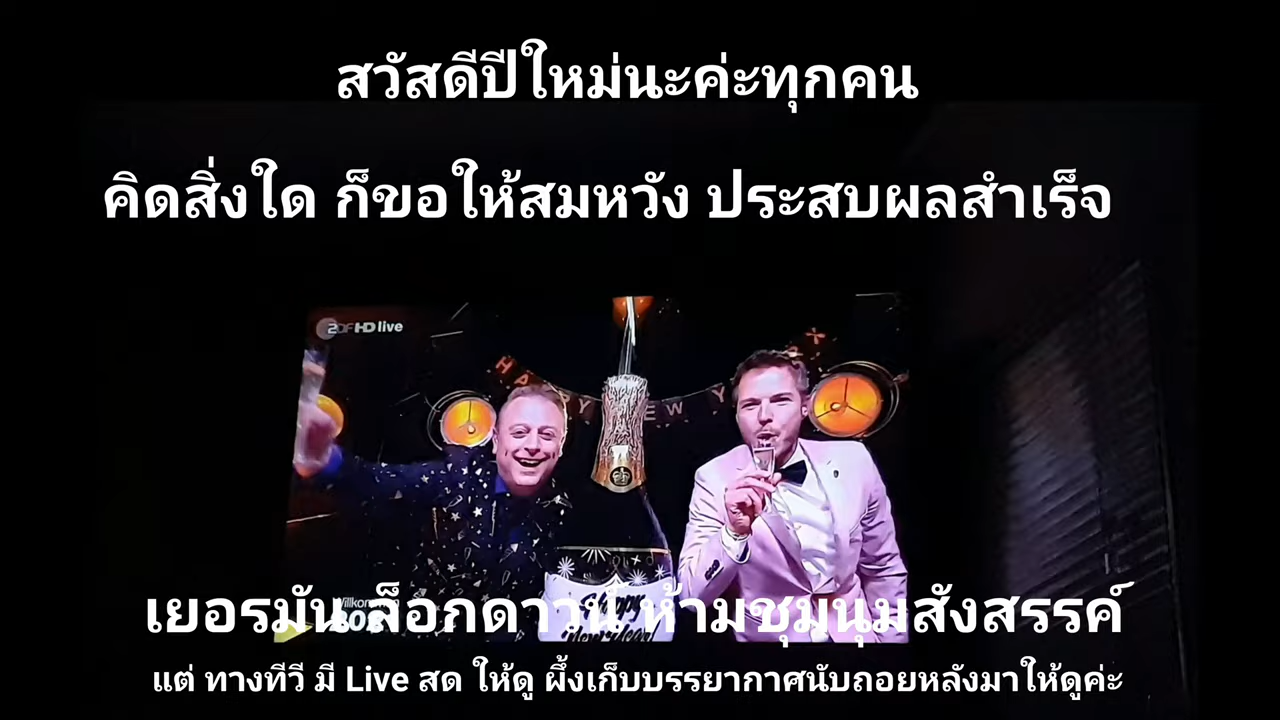 สวัสดีปีใหม่นะค่ะทุกคน
คิดสิ่งใด ก็ขอให้สมหวัง ประสบผลสำเร็จ
ZDF HD live
HAPPY NEW
Willkommen
Happy
New Year!
เยอรมัน ล็อกดาวน์ ห้ามชุมนุมสังสรรค์
แต่ ทางทีวี มี Live สด ให้ดู ผึ้งเก็บบรรยากาศนับถอยหลังมาให้ดูค่ะ